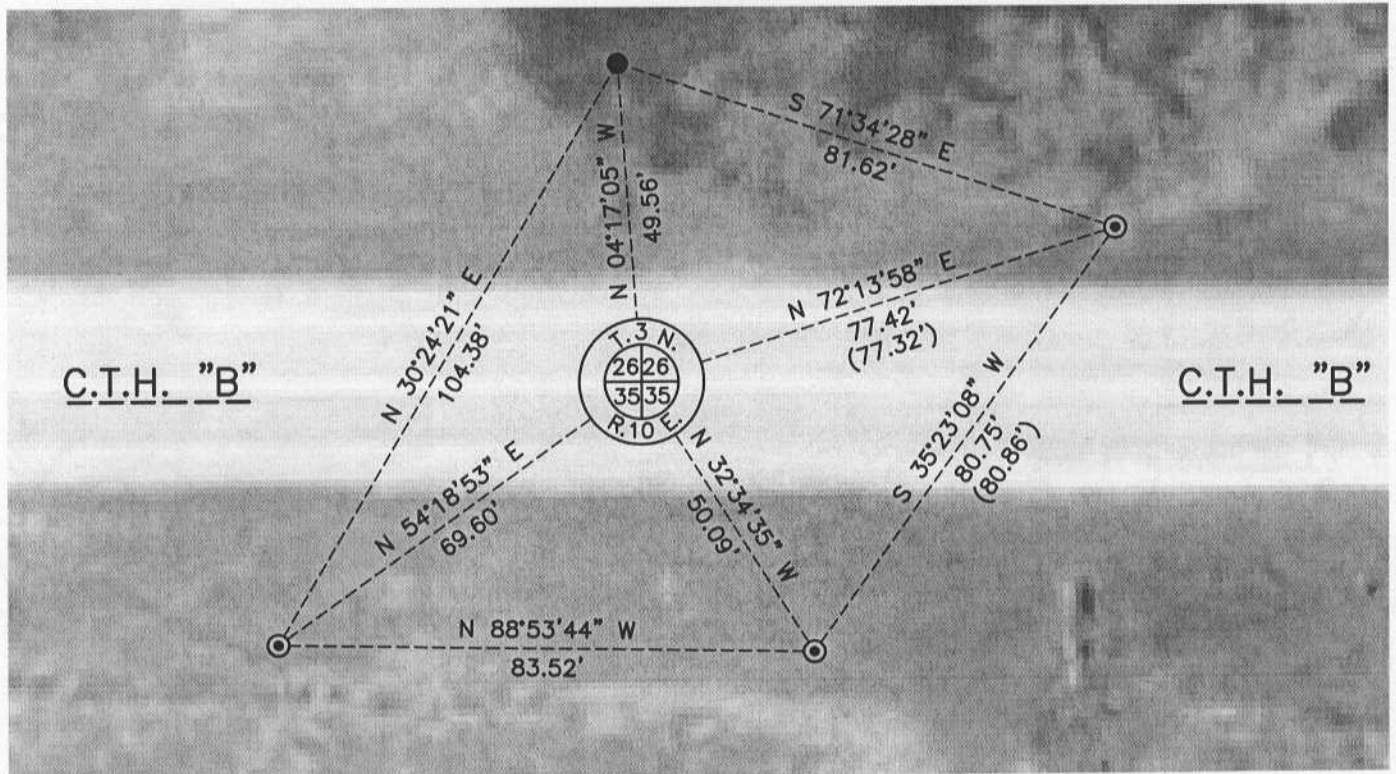 S 71°34'28" E
81.62'
N 04°17'05" W
49.56'
N 30°24'21" E
104.38'
N 72°13'58" E
77.42'
(77.32')
C.T.H. "B"
T.3 N.
26 26
35 35
R.10 E.
C.T.H. "B"
S 35°23'08" W
80.75'
(80.86')
N 54°18'53" E
69.60'
N 32°34'35" W
50.09'
N 88°53'44" W
83.52'